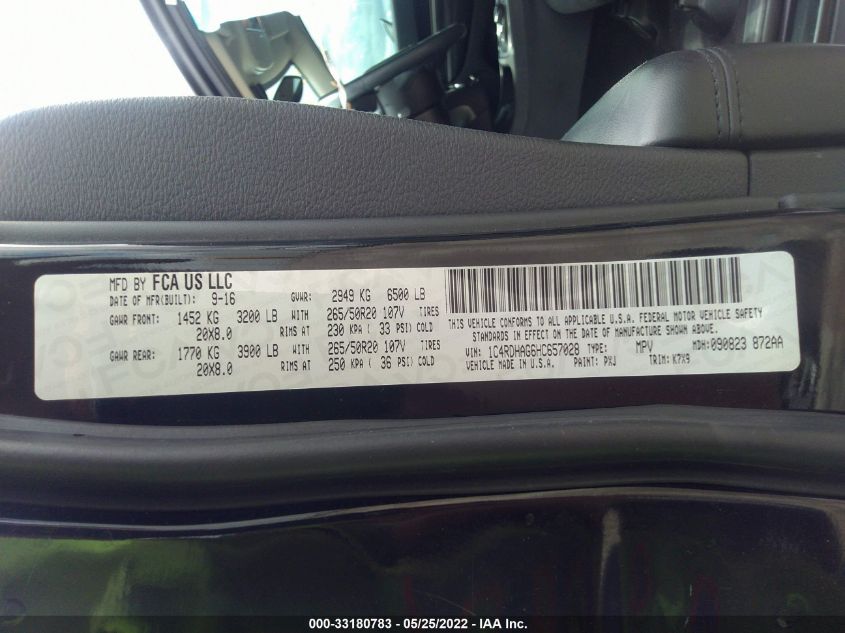 MFD BY FCA US LLC
DATE OF MFR(BUILT): 9-16 GVWR: 2949 KG 6500 LB
GAWR FRONT: 1452 KG 3200 LB WITH 265/50R20 107V TIRES
20X8.0 RIMS AT 230 KPA ( 33 PSI) COLD
GAWR REAR: 1770 KG 3900 LB WITH 265/50R20 107V TIRES
20X8.0 RIMS AT 250 KPA ( 36 PSI) COLD
THIS VEHICLE CONFORMS TO ALL APPLICABLE U.S.A. FEDERAL MOTOR VEHICLE SAFETY
STANDARDS IN EFFECT ON THE DATE OF MANUFACTURE SHOWN ABOVE.
VIN: 1C4RDHAG6HC657028 TYPE: MPV MDH: 090823 872AA
VEHICLE MADE IN U.S.A. PAINT: PXJ TRIM: K7X9
000-33180783 - 05/25/2022 - IAA Inc.